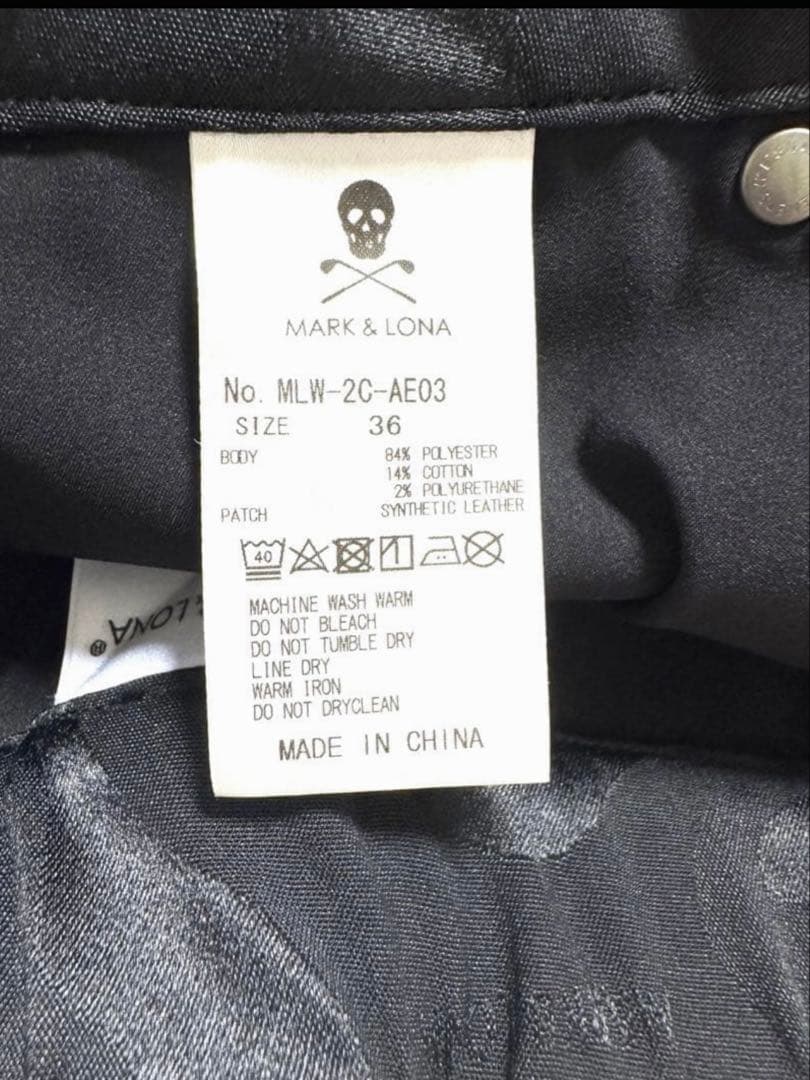 MARK & LONA
No. MLW-2C-AE03
SIZE 36
BODY 84% POLYESTER
14% COTTON
2% POLYURETHANE
PATCH SYNTHETIC LEATHER
40
MACHINE WASH WARM
DO NOT BLEACH
DO NOT TUMBLE DRY
LINE DRY
WARM IRON
DO NOT DRYCLEAN
MADE IN CHINA
LONA®